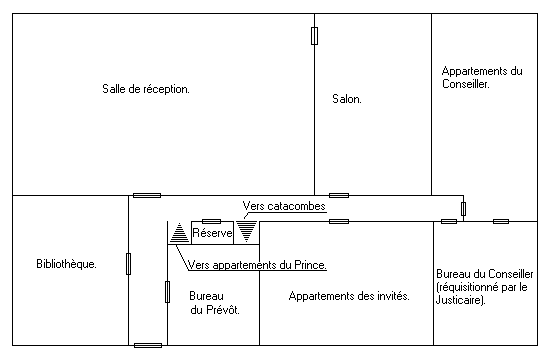 Salle de réception.
Salon.
Appartements du
Conseiller.
Vers catacombes
Réserve
Bibliothèque.
Vers appartements du Prince.
Bureau
du Prévôt.
Appartements des invités.
Bureau du Conseiller
(réquisitionné par le
Justicaire).